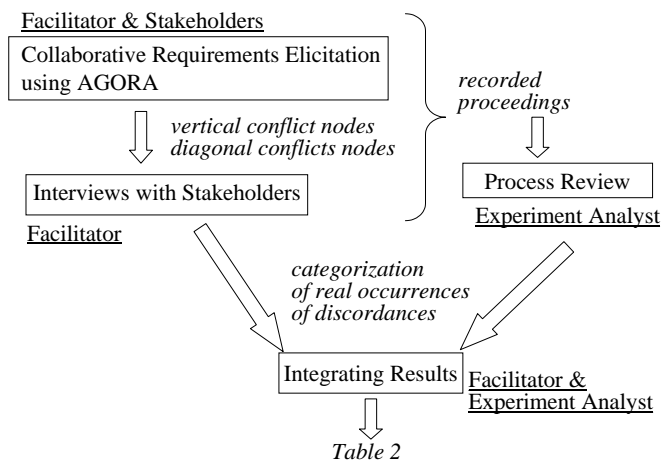 Facilitator & Stakeholders
Collaborative Requirements Elicitation
using AGORA
recorded
proceedings
vertical conflict nodes
diagonal conflicts nodes
Interviews with Stakeholders
Facilitator
Process Review
Experiment Analyst
categorization
of real occurrences
of discordances
Integrating Results
Facilitator &
Experiment Analyst
Table 2